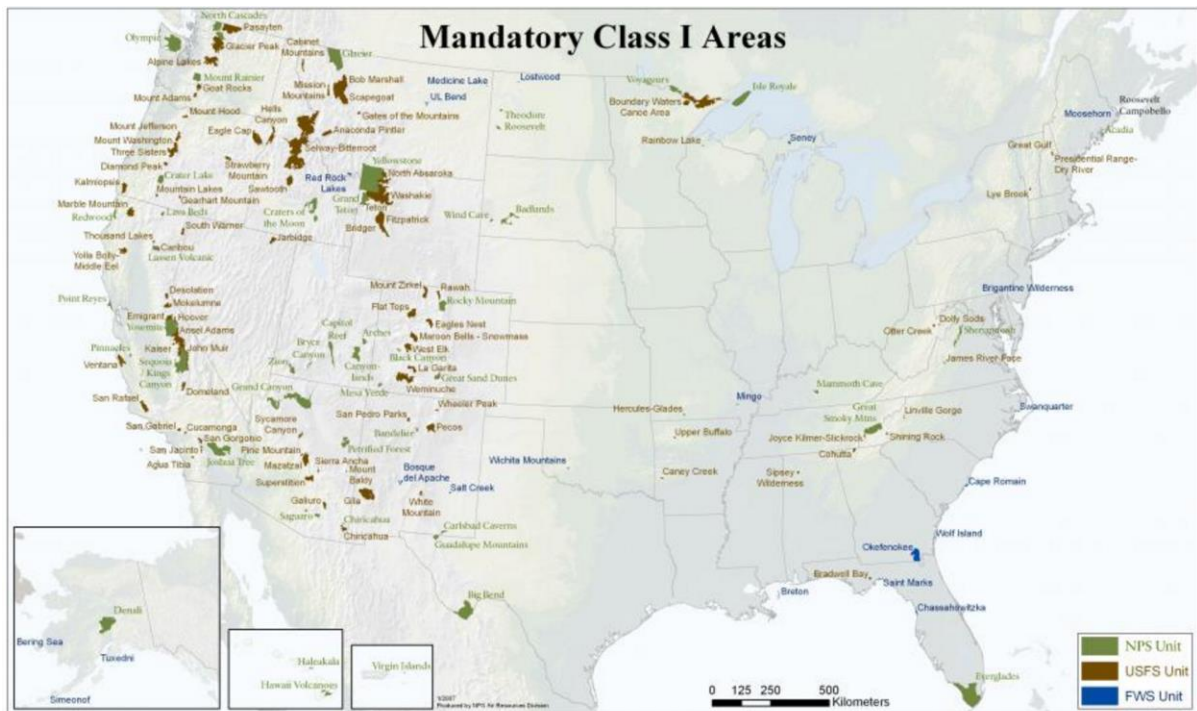 Mandatory Class I Areas
North Cascades
Pasayten
Olympic
Glacier Peak
Alpine Lakes
Cabinet
Mountains
Glacier
Mount Rainier
Goat Rocks
Mount Adams
Mission
Mountains
Bob Marshall
Scapegoat
Medicine Lake
UL Bend
Lostwood
Voyageurs
Isle Royale
Boundary Waters
Canoe Area
Roosevelt
Campobello
Moosehorn
Acadia
Mount Hood
Hells
Canyon
Gates of the Mountains
Theodore
Roosevelt
Mount Jefferson
Mount Washington
Three Sisters
Eagle Cap
Anaconda Pintler
Selway-Bitterroot
Rainbow Lake
Seney
Great Gulf
Presidential Range-
Dry River
Diamond Peak
Strawberry
Mountain
Yellowstone
North Absaroka
Kalmiopsis
Crater Lake
Mountain Lakes
Gearhart Mountain
Sawtooth
Red Rock
Lakes
Grand
Teton
Teton
Washakie
Lye Brook
Marble Mountain
Redwood
Lava Beds
Craters of
the Moon
Fitzpatrick
Bridger
Wind Cave
Badlands
Thousand Lakes
South Warner
Jarbidge
Yolla Bolly-
Middle Eel
Caribou
Lassen Volcanic
Point Reyes
Desolation
Mokelumne
Mount Zirkel
Rawah
Flat Tops
Rocky Mountain
Brigantine Wilderness
Emigrant
Hoover
Yosemite
Ansel Adams
Eagles Nest
Maroon Bells - Snowmass
Dolly Sods
Otter Creek
Shenandoah
Pinnacles
Kaiser
John Muir
Capitol
Reef
Arches
Bryce
Canyon
West Elk
Black Canyon
La Garita
James River Face
Ventana
Sequoia
Kings
Canyon
Zion
Canyon-
lands
Great Sand Dunes
Weminuche
Mesa Verde
Mammoth Cave
Domeland
Grand Canyon
San Rafael
Sycamore
Canyon
San Pedro Parks
Wheeler Peak
Hercules-Glades
Mingo
Great
Smoky Mtns
Linville Gorge
Swanquarter
San Gabriel
Cucamonga
San Gorgonio
San Jacinto
Bandelier
Pecos
Upper Buffalo
Joyce Kilmer-Slickrock
Shining Rock
Cohutta
Agua Tibia
Joshua Tree
Pine Mountain
Mazatzal
Petrified Forest
Sierra Ancha
Mount
Baldy
Bosque
del Apache
Wichita Mountains
Caney Creek
Sipsey
Wilderness
Superstition
Salt Creek
Cape Romain
Galiuro
Gila
White
Mountain
Saguaro
Chiricahua
Chiricahua
Carlsbad Caverns
Guadalupe Mountains
Wolf Island
Okefenokee
Bradwell Bay
Saint Marks
Breton
Chassahowitzka
Big Bend
Everglades
Denali
Bering Sea
Tuxedni
Simeonof
Haleakala
Hawaii Volcanoes
Virgin Islands
1/2007
Produced by NPS Air Resources Division
0 125 250 500
Kilometers
NPS Unit
USFS Unit
FWS Unit